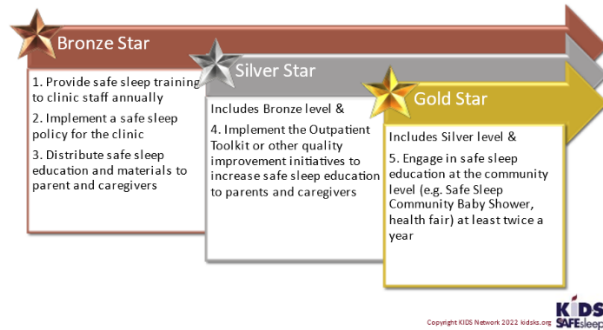 Bronze Star
1. Provide safe sleep training
to clinic staff annually
2. Implement a safe sleep
policy for the clinic
3. Distribute safe sleep
education and materials to
parent and caregivers
Silver Star
Includes Bronze level &
4. Implement the Outpatient
Toolkit or other quality
improvement initiatives to
increase safe sleep education
to parents and caregivers
Gold Star
Includes Silver level &
5. Engage in safe sleep
education at the community
level (e.g. Safe Sleep
Community Baby Shower,
health fair) at least twice a
year
Copyright KIDS Network 2022 kidsks.org
KIDS
SAFEsleep